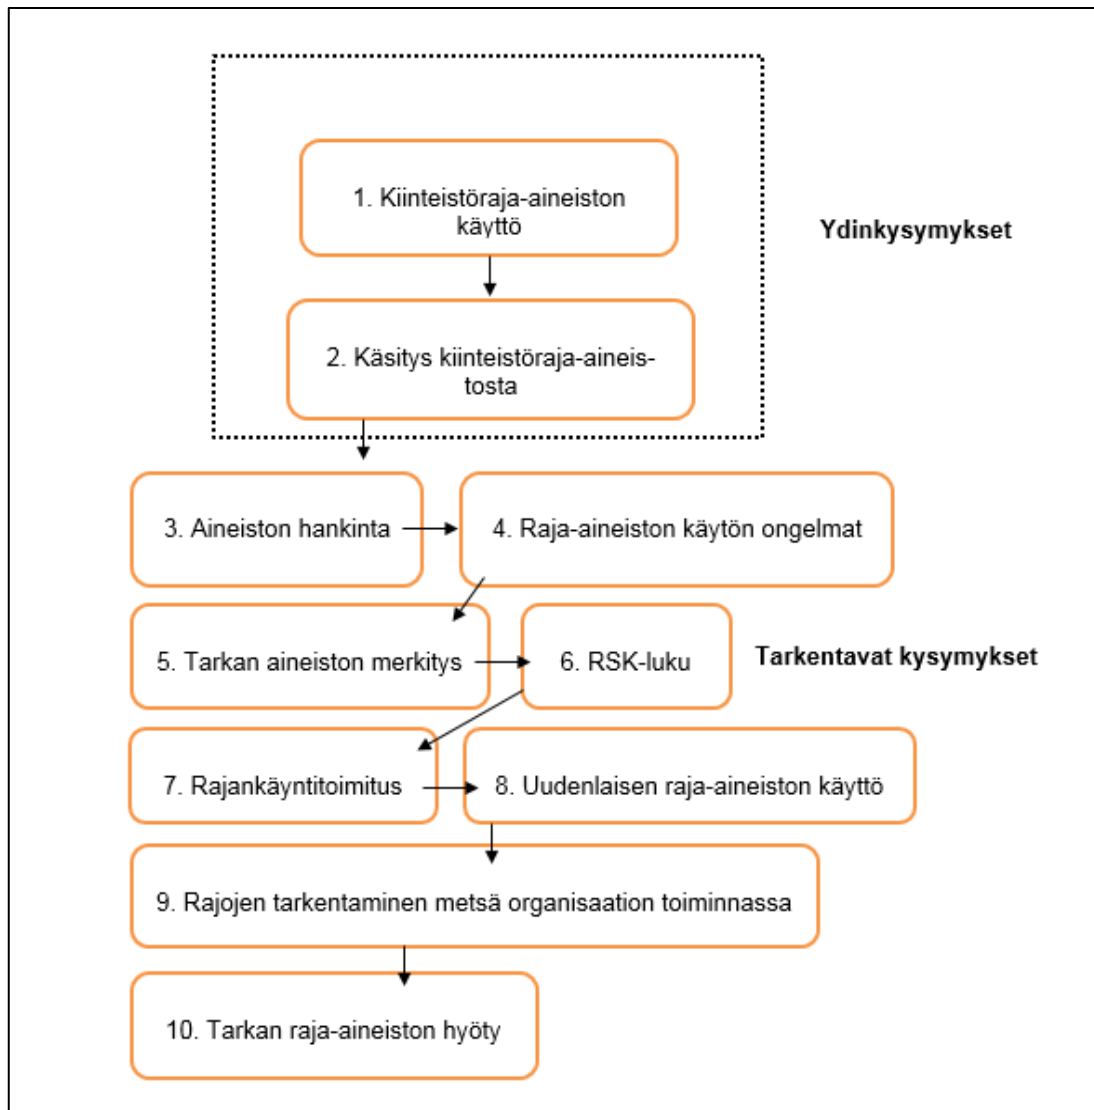 1. Kiinteistöraja-aineiston
käyttö
Ydinkysymykset
2. Käsitys kiinteistöraja-aineis-
tosta
3. Aineiston hankinta
4. Raja-aineiston käytön ongelmat
5. Tarkan aineiston merkitys
6. RSK-luku
Tarkentavat kysymykset
7. Rajankäyntitoimitus
8. Uudenlaisen raja-aineiston käyttö
9. Rajojen tarkentaminen metsä organisaation toiminnassa
10. Tarkan raja-aineiston hyöty